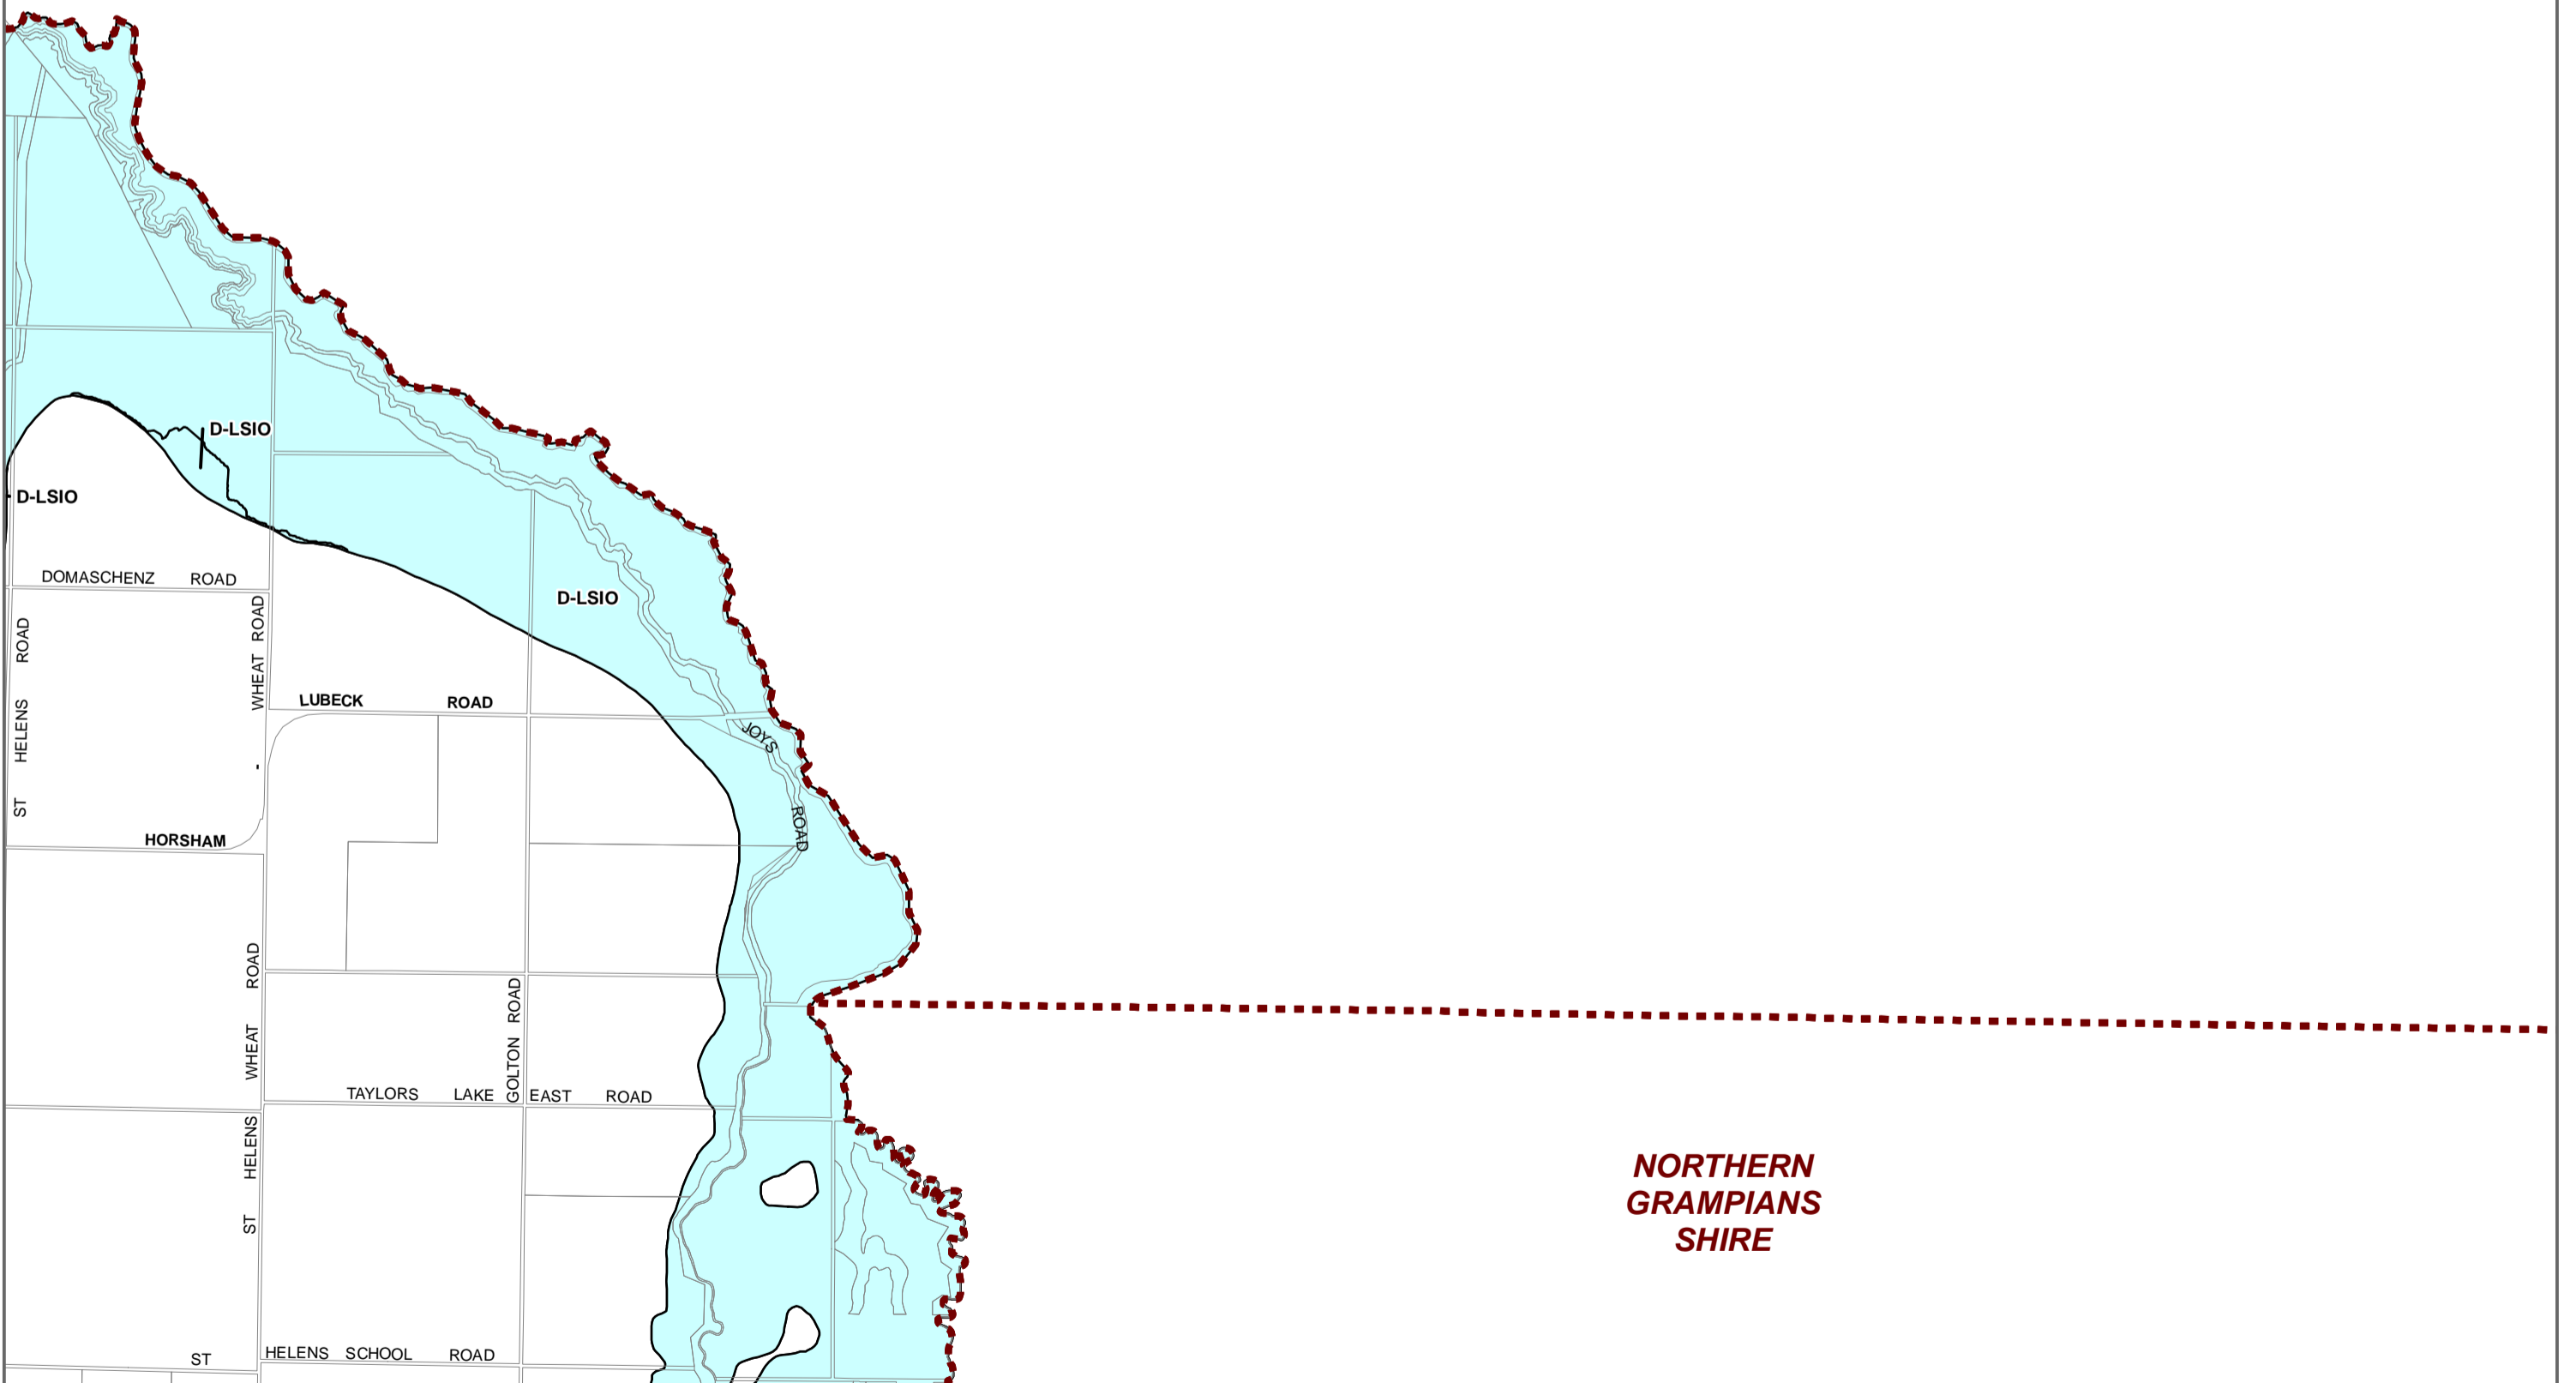 D-LSIO
D-LSIO
DOMASCHENZ ROAD
D-LSIO
ST HELENS ROAD
WHEAT ROAD
LUBECK ROAD
JOYS ROAD
-
HORSHAM
ST HELENS WHEAT ROAD
GOLTON ROAD
TAYLORS LAKE EAST ROAD
NORTHERN
GRAMPIANS
SHIRE
ST HELENS SCHOOL ROAD